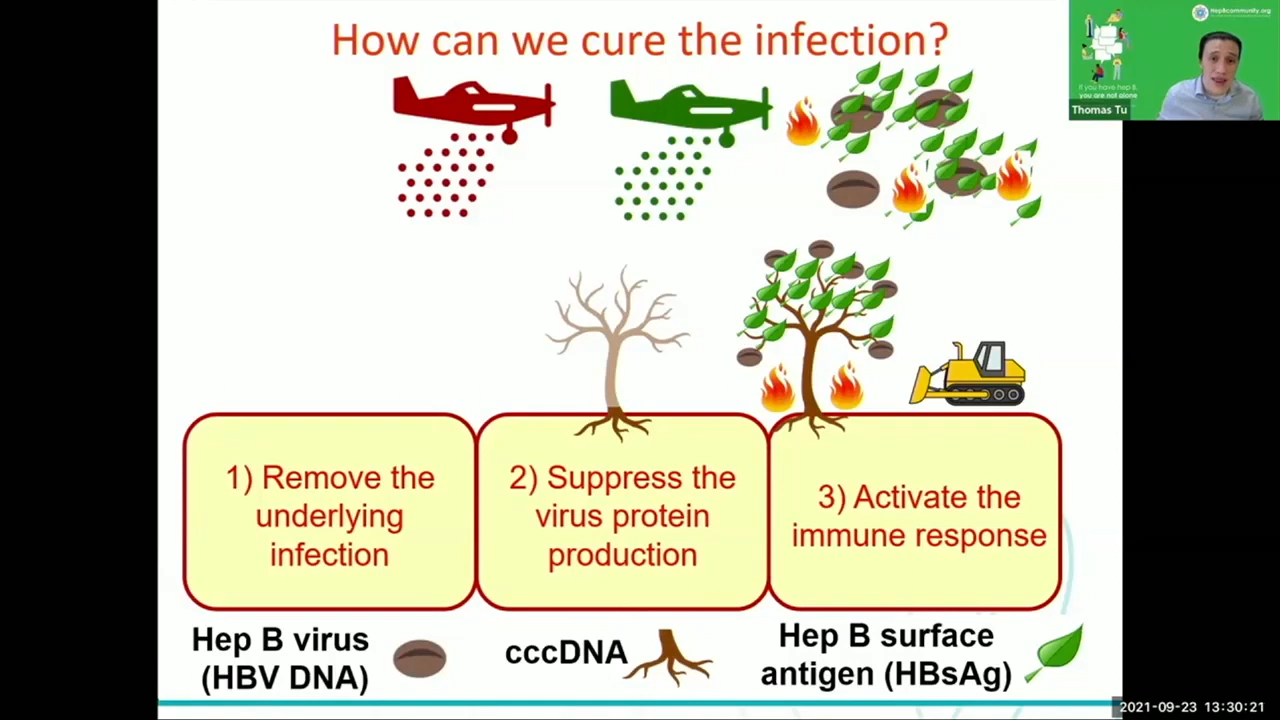 How can we cure the infection?
HepBcommunity.org
If you have hep B,
you are not alone
Thomas Tu
1) Remove the
underlying
infection
2) Suppress the
virus protein
production
3) Activate the
immune response
Hep B virus
(HBV DNA)
cccDNA
Hep B surface
antigen (HBsAg)
2021-09-23 13:30:21